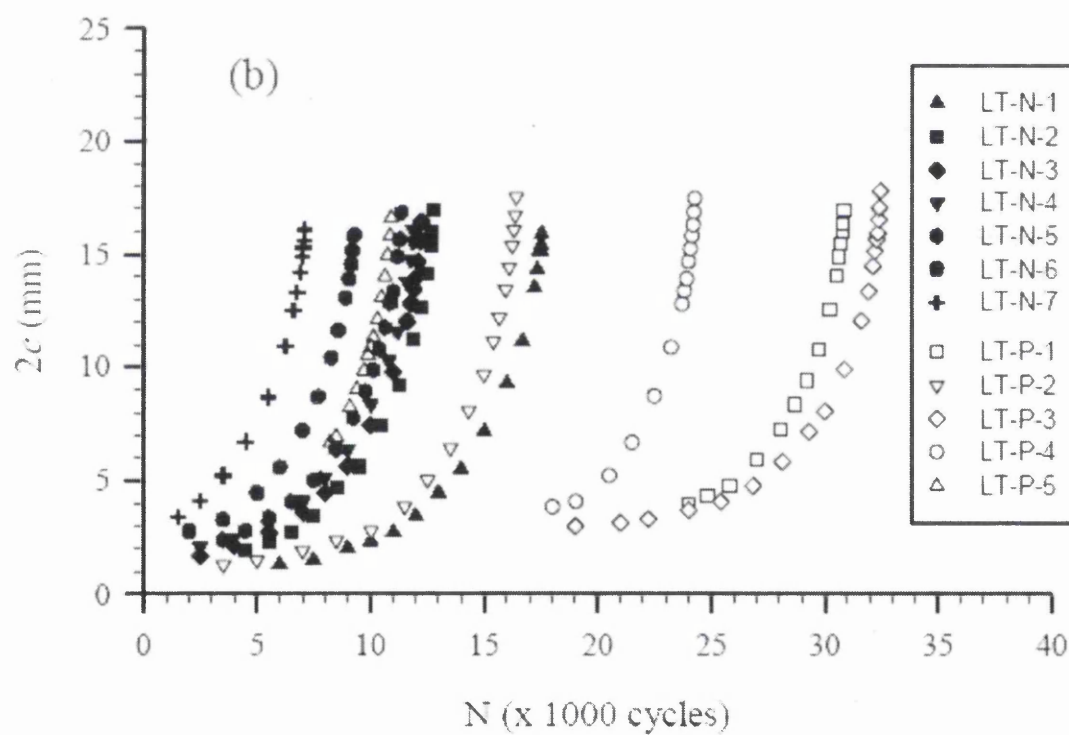 25
20
15
10
5
0
2c (mm)
(b)
LT-N-1
LT-N-2
LT-N-3
LT-N-4
LT-N-5
LT-N-6
LT-N-7
LT-P-1
LT-P-2
LT-P-3
LT-P-4
LT-P-5
0 5 10 15 20 25 30 35 40
N (x 1000 cycles)